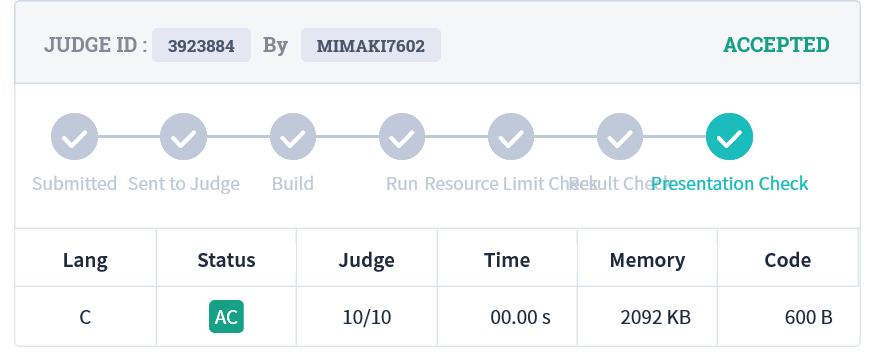 JUDGE ID : 3923884 By MIMAKI7602 ACCEPTED
Submitted Sent to Judge Build Run Resource Limit Check Result Check Presentation Check
Lang Status Judge Time Memory Code
C AC 10/10 00.00 s 2092 KB 600 B